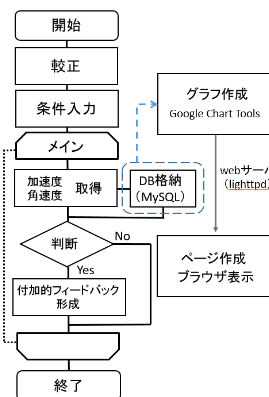 開始
較正
条件入力
メイン
加速度
角速度
取得
DB格納
(MySQL)
判断
No
Yes
付加的フィードバック
形成
終了
グラフ作成
Google Chart Tools
webサーバ
(lighttpd)
ページ作成
ブラウザ表示